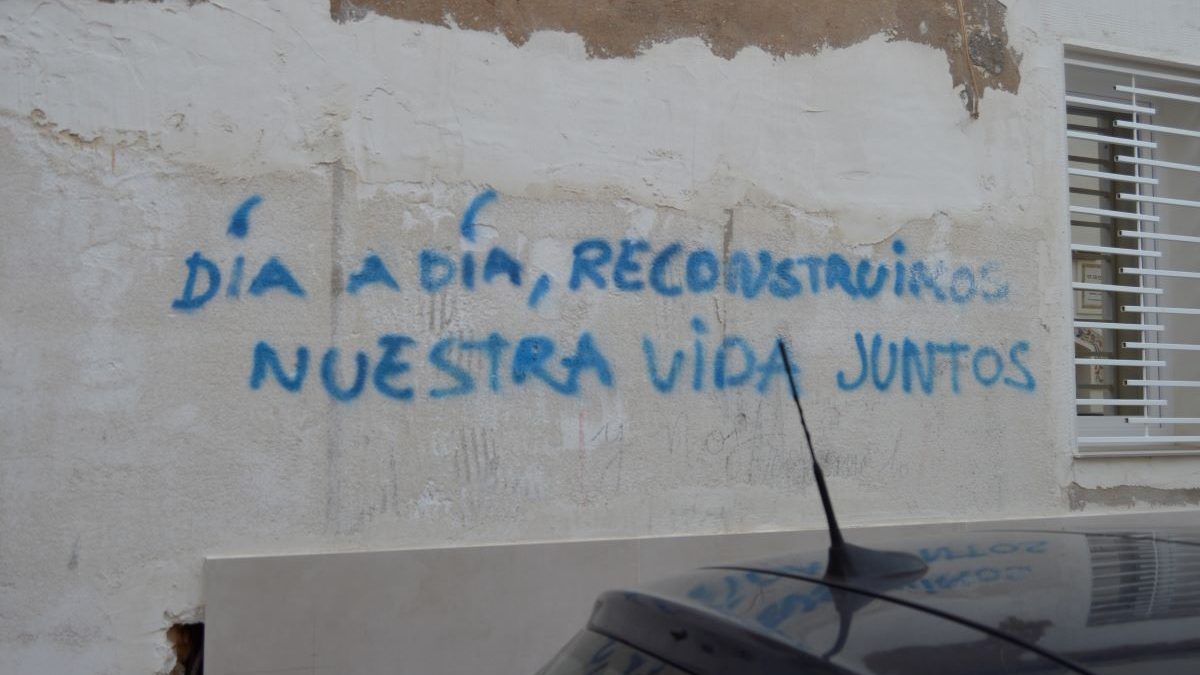 DÍA A DÍA, RECONSTRUIMOS
NUESTRA VIDA JUNTOS